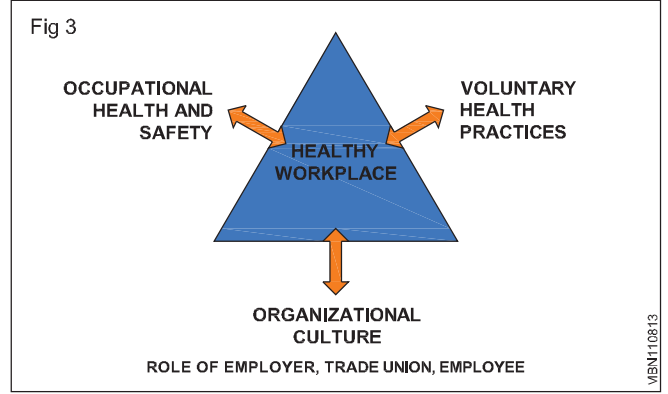 Fig 3
OCCUPATIONAL
HEALTH AND
SAFETY
VOLUNTARY
HEALTH
PRACTICES
HEALTHY
WORKPLACE
ORGANIZATIONAL
CULTURE
ROLE OF EMPLOYER, TRADE UNION, EMPLOYEE
MBN110813